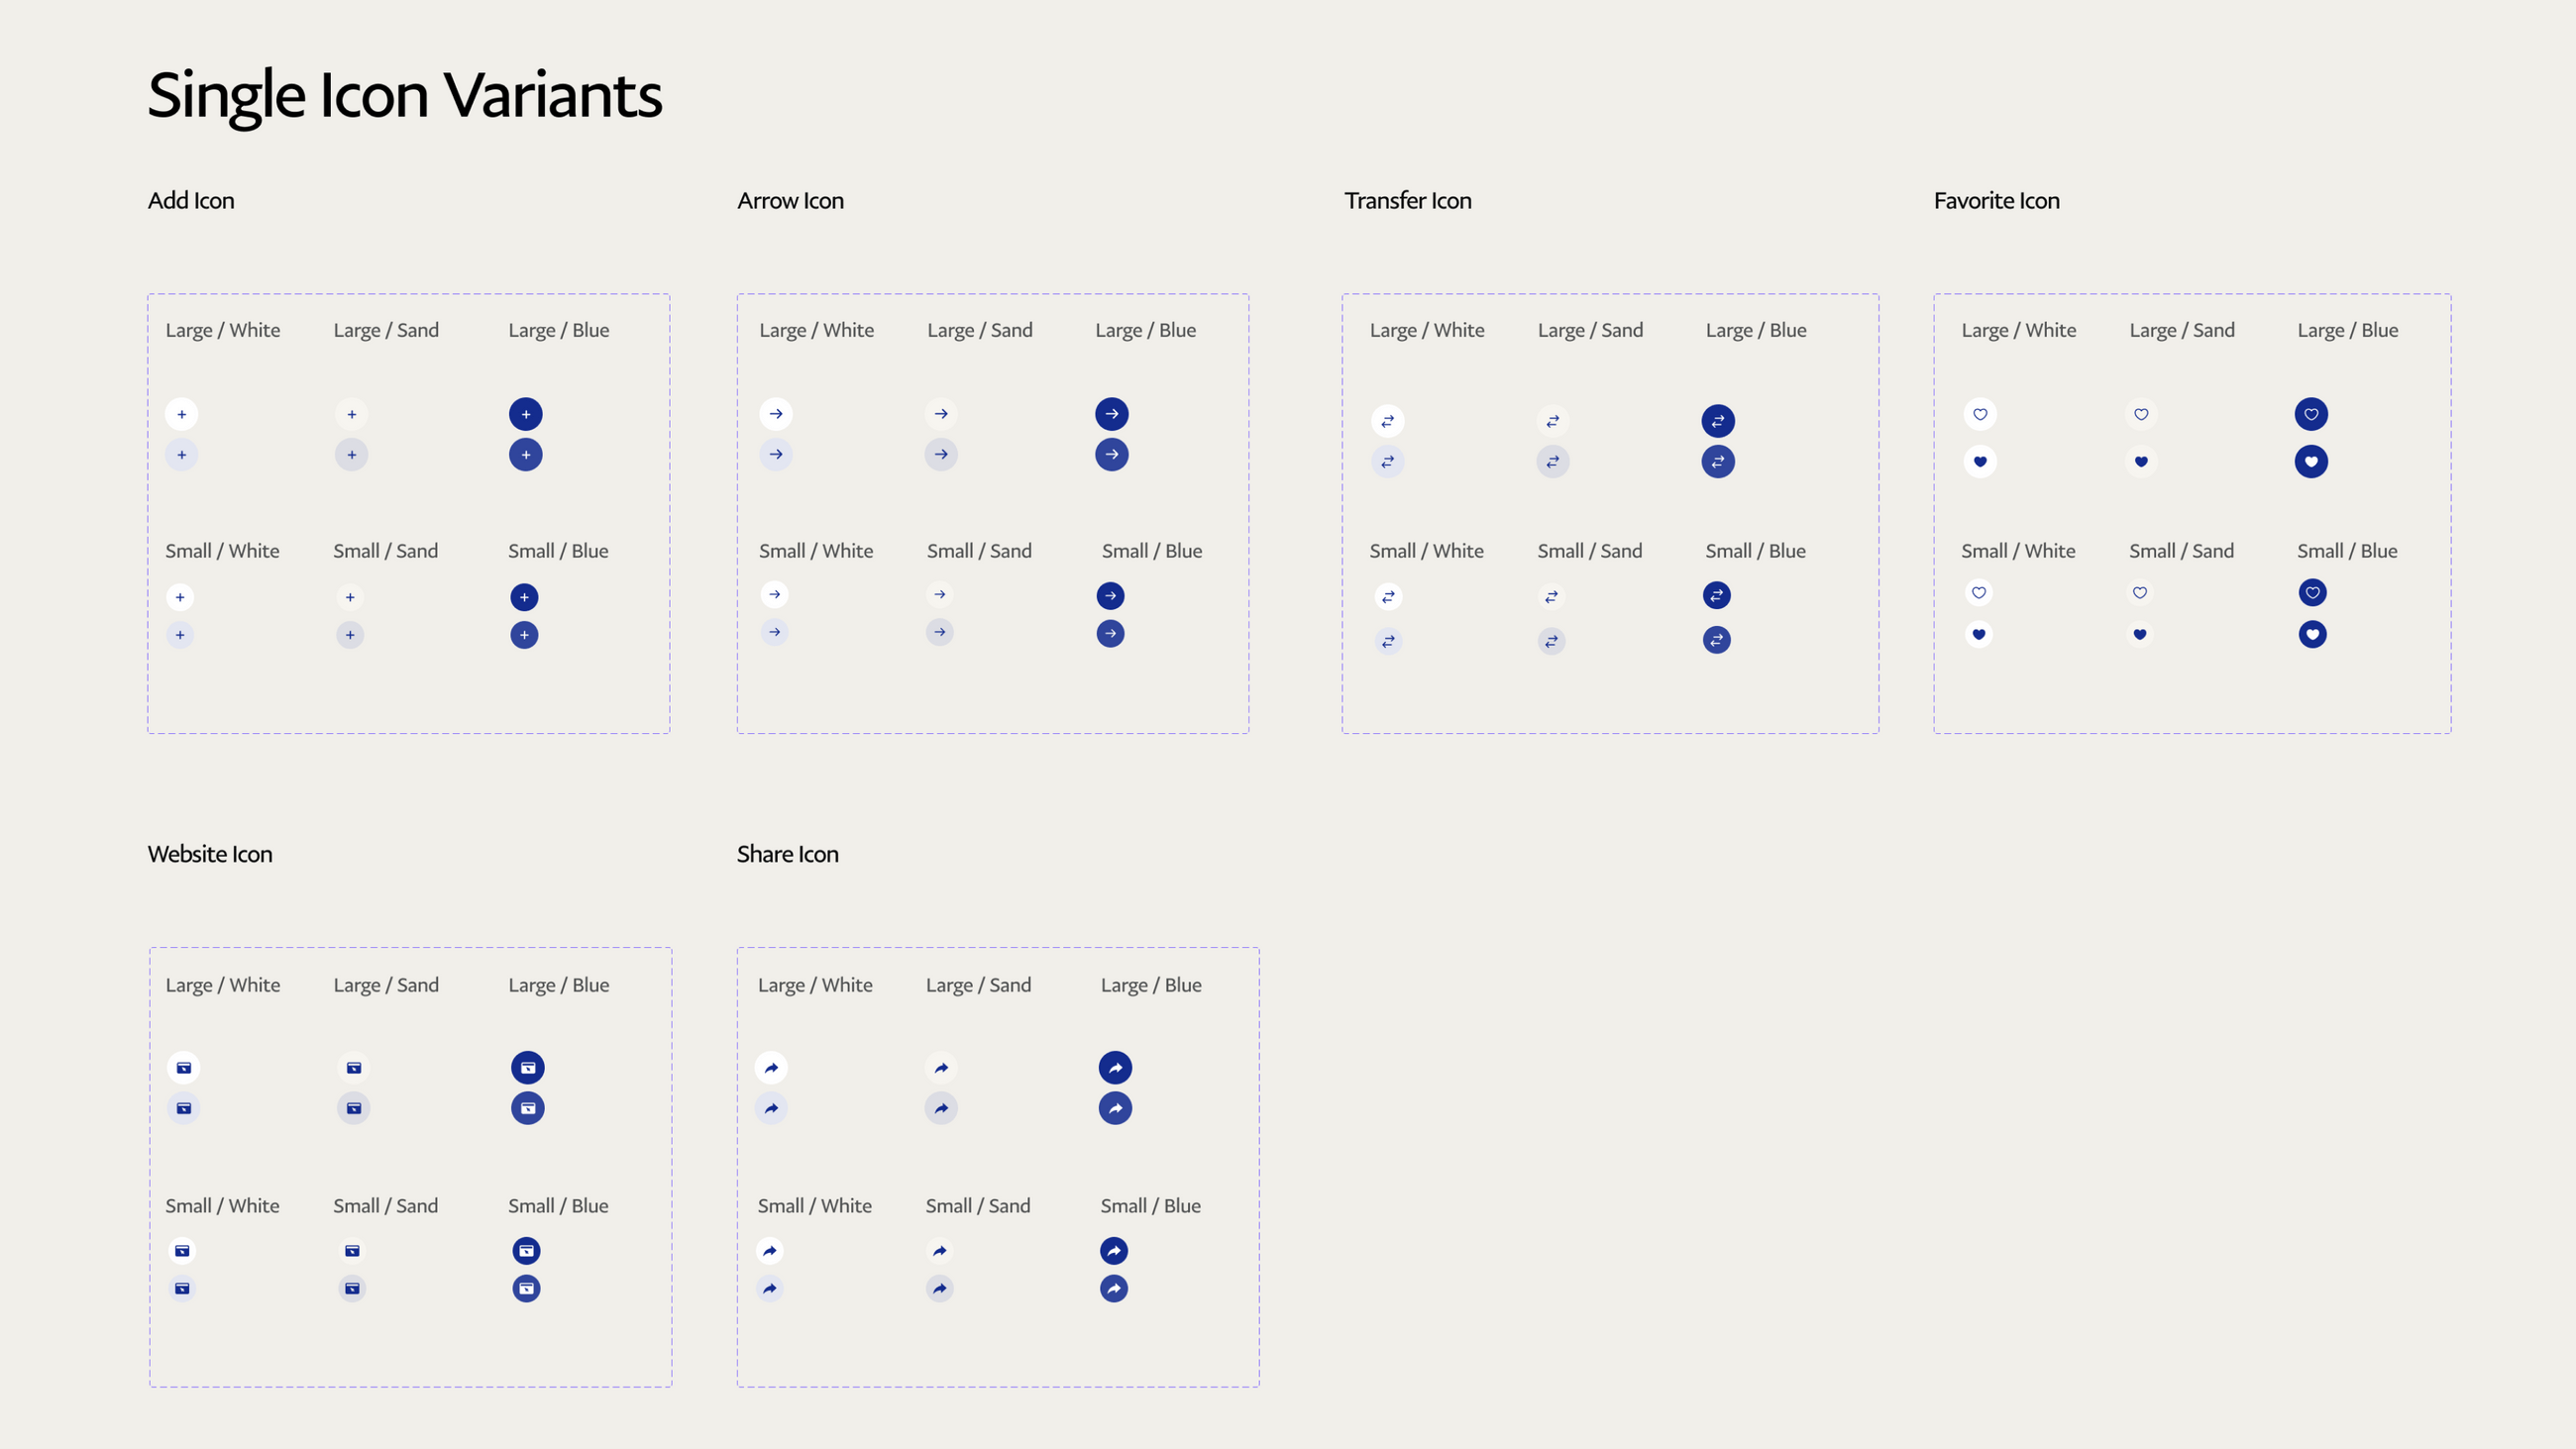 Single Icon Variants
Add Icon
Arrow Icon
Transfer Icon
Favorite Icon
Large / White
Large / Sand
Large / Blue
Small / White
Small / Sand
Small / Blue
Large / White
Large / Sand
Large / Blue
Small / White
Small / Sand
Small / Blue
Large / White
Large / Sand
Large / Blue
Small / White
Small / Sand
Small / Blue
Large / White
Large / Sand
Large / Blue
Small / White
Small / Sand
Small / Blue
Website Icon
Share Icon
Large / White
Large / Sand
Large / Blue
Small / White
Small / Sand
Small / Blue
Large / White
Large / Sand
Large / Blue
Small / White
Small / Sand
Small / Blue